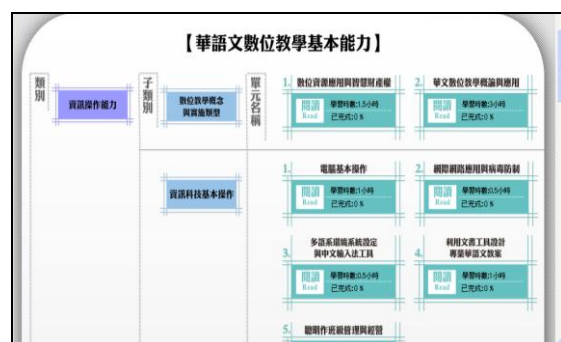 【華語文數位教學基本能力】
類別
資訊操作能力
子類別
數位教學概念
與實施類型
單元名稱
1. 數位資源應用與智慧財產權
閱讀 Read
學習時數:1.5小時
已完成:0 %
2. 華文數位教學概論與應用
閱讀 Read
學習時數:3小時
已完成:0 %
資訊科技基本操作
1. 電腦基本操作
閱讀 Read
學習時數:1小時
已完成:0 %
2. 網際網路應用與病毒防制
閱讀 Read
學習時數:0.5小時
已完成:0 %
3. 多語系環境系統設定
與中文輸入法工具
閱讀 Read
學習時數:0.5小時
已完成:0 %
4. 利用文書工具設計
專業華語文教案
閱讀 Read
學習時數:1小時
已完成:0 %
5. 聰明作班級管理與經營